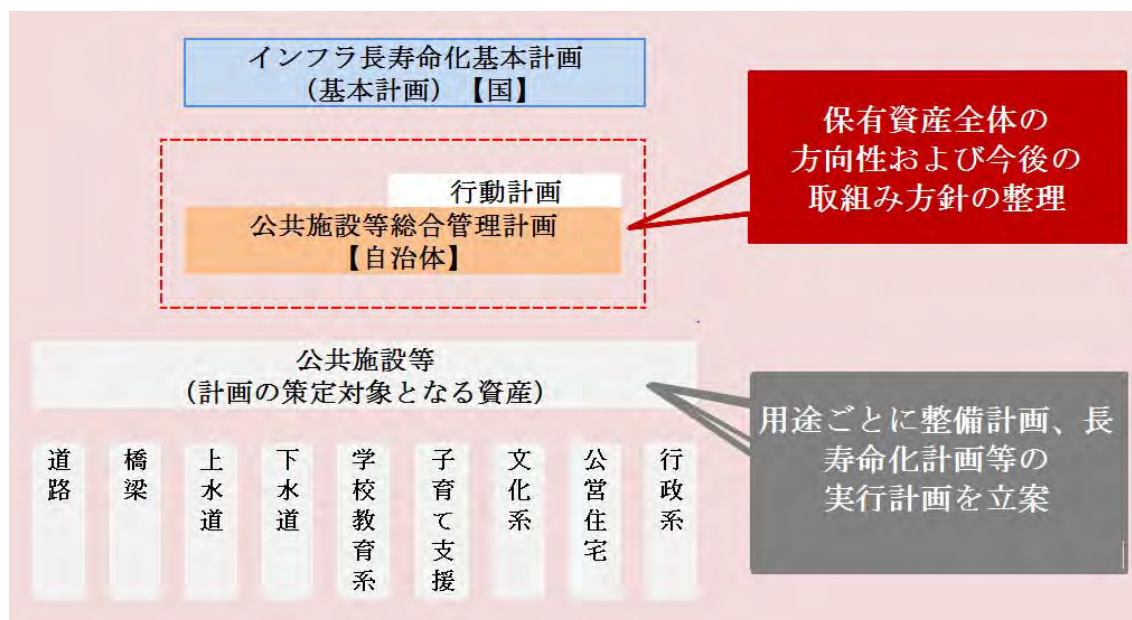 インフラ長寿命化基本計画
(基本計画)【国】
保有資産全体の
方向性および今後の
取組み方針の整理
行動計画
公共施設等総合管理計画
【自治体】
公共施設等
(計画の策定対象となる資産)
用途ごとに整備計画、長
寿命化計画等の
実行計画を立案
道路
橋梁
上水道
下水道
学校教育系
子育て支援
文化系
公営住宅
行政系